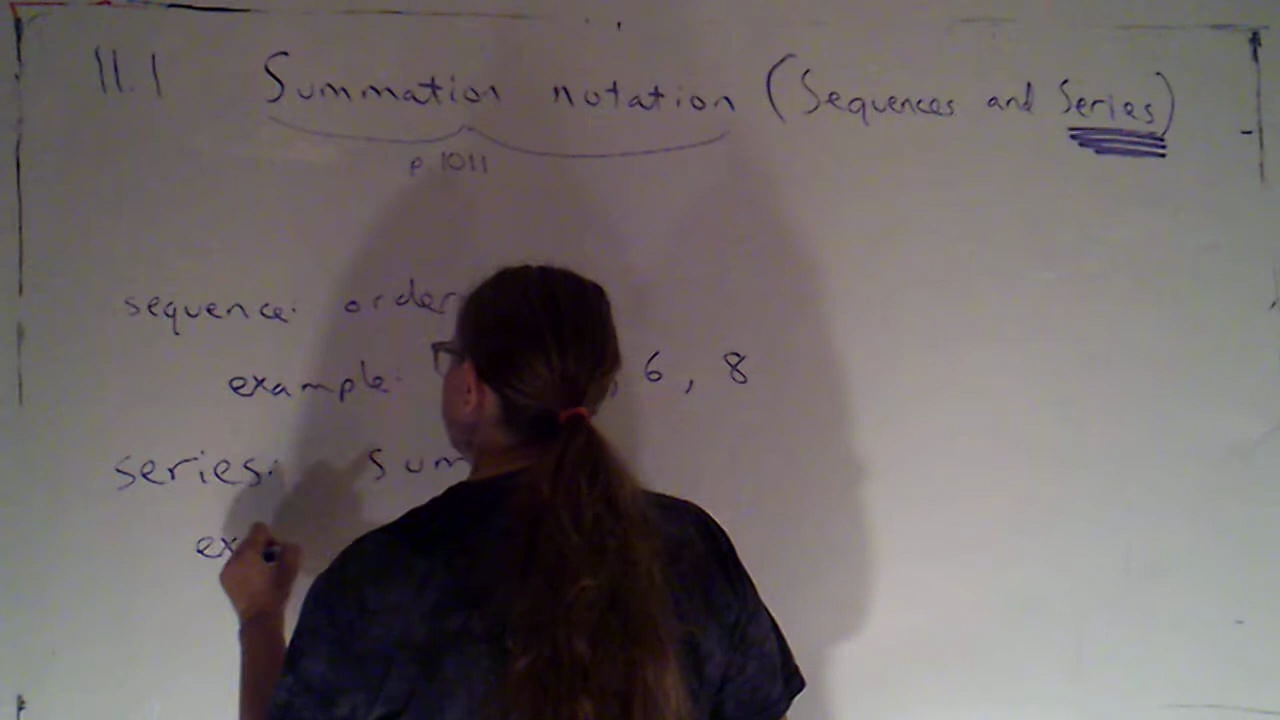 11.1 Summation notation (Sequences and Series)
p. 1011
sequence: order
example: , 6, 8
series: sum
ex